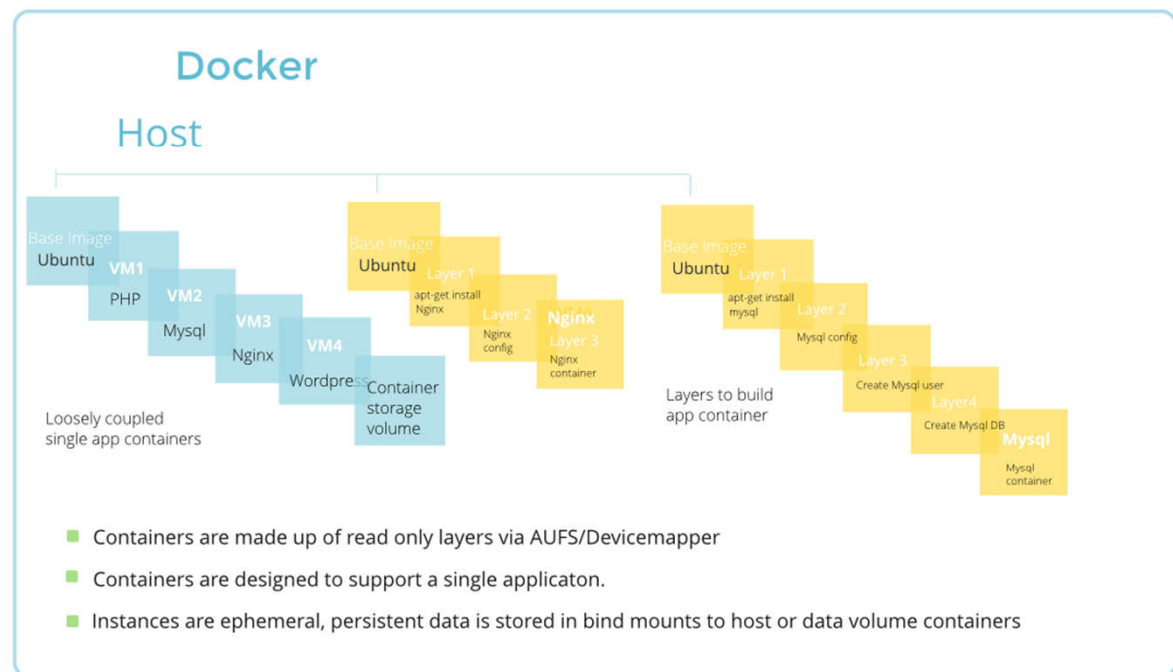 Docker
Host
Base Image
Ubuntu
VM1
PHP
VM2
Mysql
VM3
Nginx
VM4
Wordpress
Container
storage
volume
Loosely coupled
single app containers
Base Image
Ubuntu
Layer 1
apt-get install
Nginx
Layer 2
Nginx
config
Nginx
Layer 3
Nginx
container
Base Image
Ubuntu
Layer 1
apt-get install
mysql
Layer 2
Mysql config
Layer 3
Create Mysql user
Layer4
Create Mysql DB
Mysql
Mysql
container
Layers to build
app container
Containers are made up of read only layers via AUFS/Devicemapper
Containers are designed to support a single applicaton.
Instances are ephemeral, persistent data is stored in bind mounts to host or data volume containers